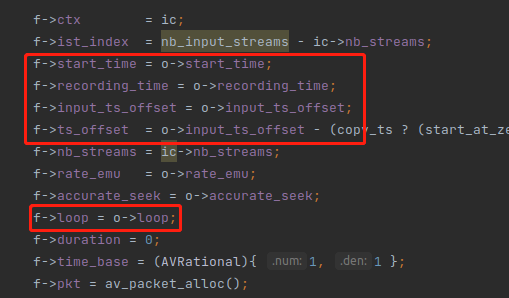 f->ctx = ic;
f->ist_index = nb_input_streams - ic->nb_streams;
f->start_time = o->start_time;
f->recording_time = o->recording_time;
f->input_ts_offset = o->input_ts_offset;
f->ts_offset = o->input_ts_offset - (copy_ts ? (start_at_ze
f->nb_streams = ic->nb_streams;
f->rate_emu = o->rate_emu;
f->accurate_seek = o->accurate_seek;
f->loop = o->loop;
f->duration = 0;
f->time_base = (AVRational){ .num: 1, .den: 1 };
f->pkt = av_packet_alloc();